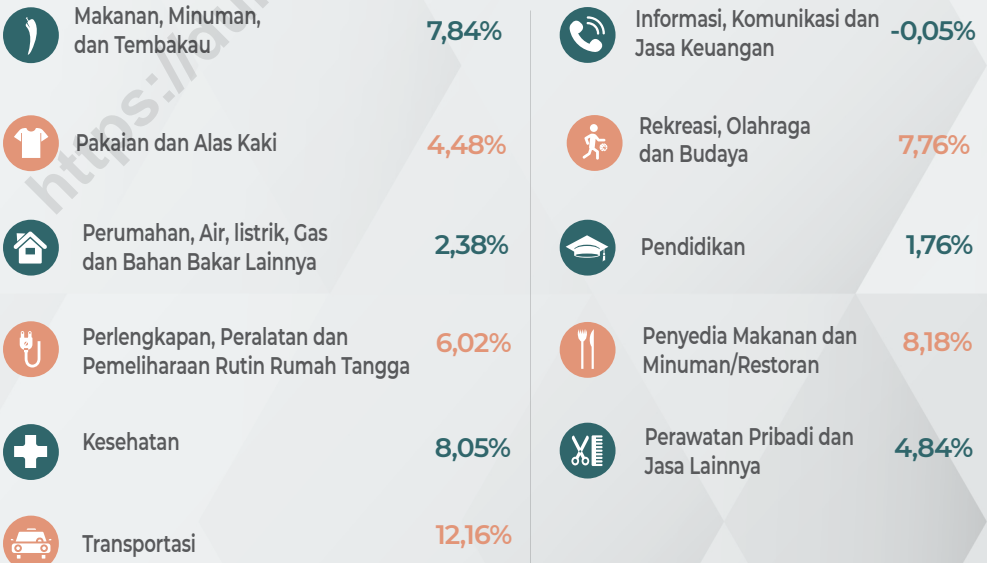 Makanan, Minuman,
dan Tembakau
7,84%
Pakaian dan Alas Kaki
4,48%
Perumahan, Air, listrik, Gas
dan Bahan Bakar Lainnya
2,38%
Perlengkapan, Peralatan dan
Pemeliharaan Rutin Rumah Tangga
6,02%
Kesehatan
8,05%
Transportasi
12,16%
Informasi, Komunikasi dan
Jasa Keuangan
-0,05%
Rekreasi, Olahraga
dan Budaya
7,76%
Pendidikan
1,76%
Penyedia Makanan dan
Minuman/Restoran
8,18%
Perawatan Pribadi dan
Jasa Lainnya
4,84%